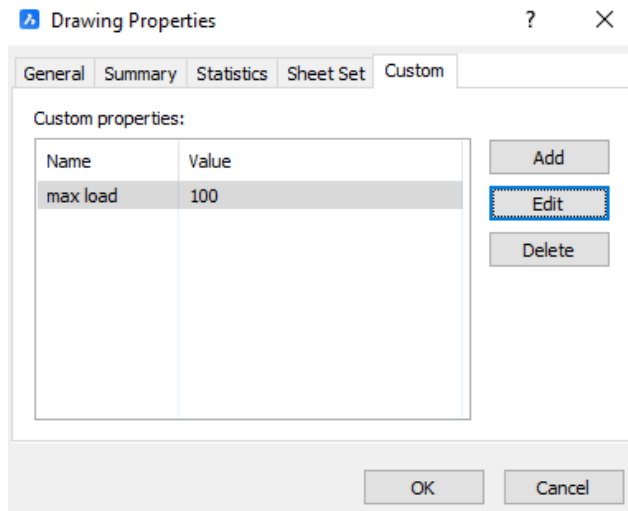 Drawing Properties ?
General Summary Statistics Sheet Set Custom
Custom properties:
Name Value Add
max load 100 Edit
Delete
OK Cancel